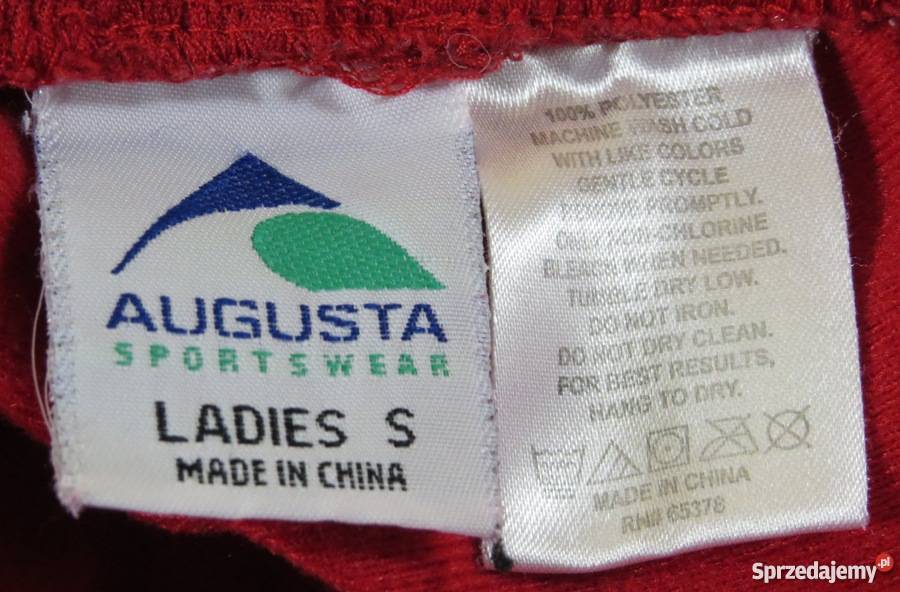 AUGUSTA
SPORTSWEAR
LADIES S
MADE IN CHINA
100% POLYESTER
MACHINE WASH COLD
WITH LIKE COLORS
GENTLE CYCLE
PROMPTLY.
ONLY NON-CHLORINE
BLEACH WHEN NEEDED.
TUMBLE DRY LOW.
DO NOT IRON.
DO NOT DRY CLEAN.
FOR BEST RESULTS,
HANG TO DRY.
MADE IN CHINA
RN# 65378
Sprzedajemy.pl